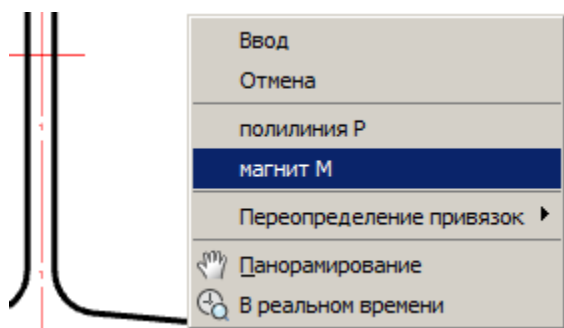 Ввод
Отмена
полилиния Р
магнит М
Переопределение привязок
Панорамирование
В реальном времени